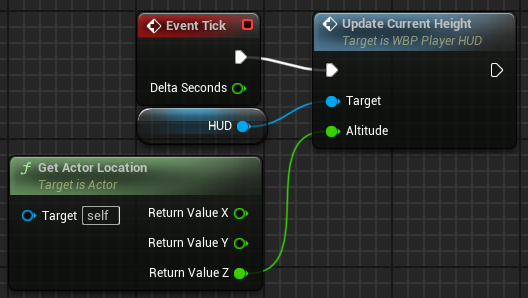 Event Tick
Delta Seconds
HUD
Update Current Height
Target is WBP Player HUD
Target
Altitude
f Get Actor Location
Target is Actor
Target self
Return Value X
Return Value Y
Return Value Z